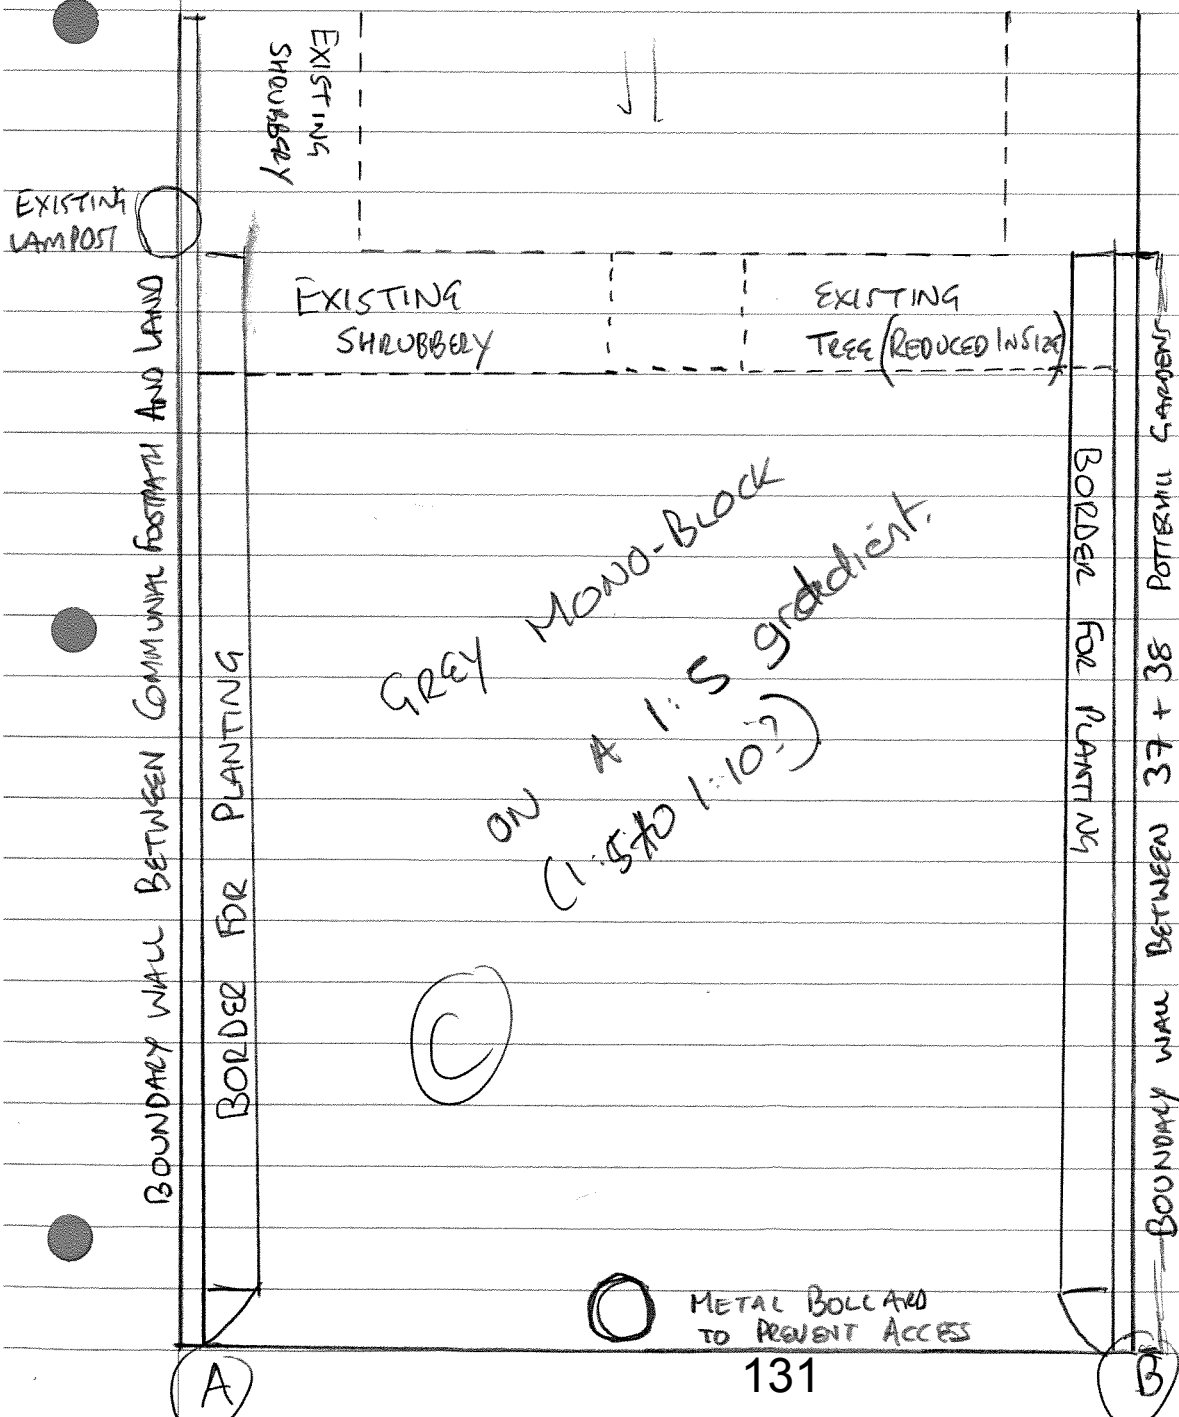 EXISTING
SHRUBBERY
EXISTING
LAMPOST
EXISTING
SHRUBBERY
EXISTING
TREE (REDUCED IN SIZE)
BOUNDARY WALL BETWEEN COMMUNAL FOOTPATH AND LAND
BORDER FOR PLANTING
GREY MONO-BLOCK
ON A 1:5 gradient.
(1:5 to 1:10?)
C
BORDER FOR PLANTING
BOUNDARY WALL BETWEEN 37 + 38 POTTERHILL GARDENS
METAL BOLLARD
TO PREVENT ACCESS
131
A
B